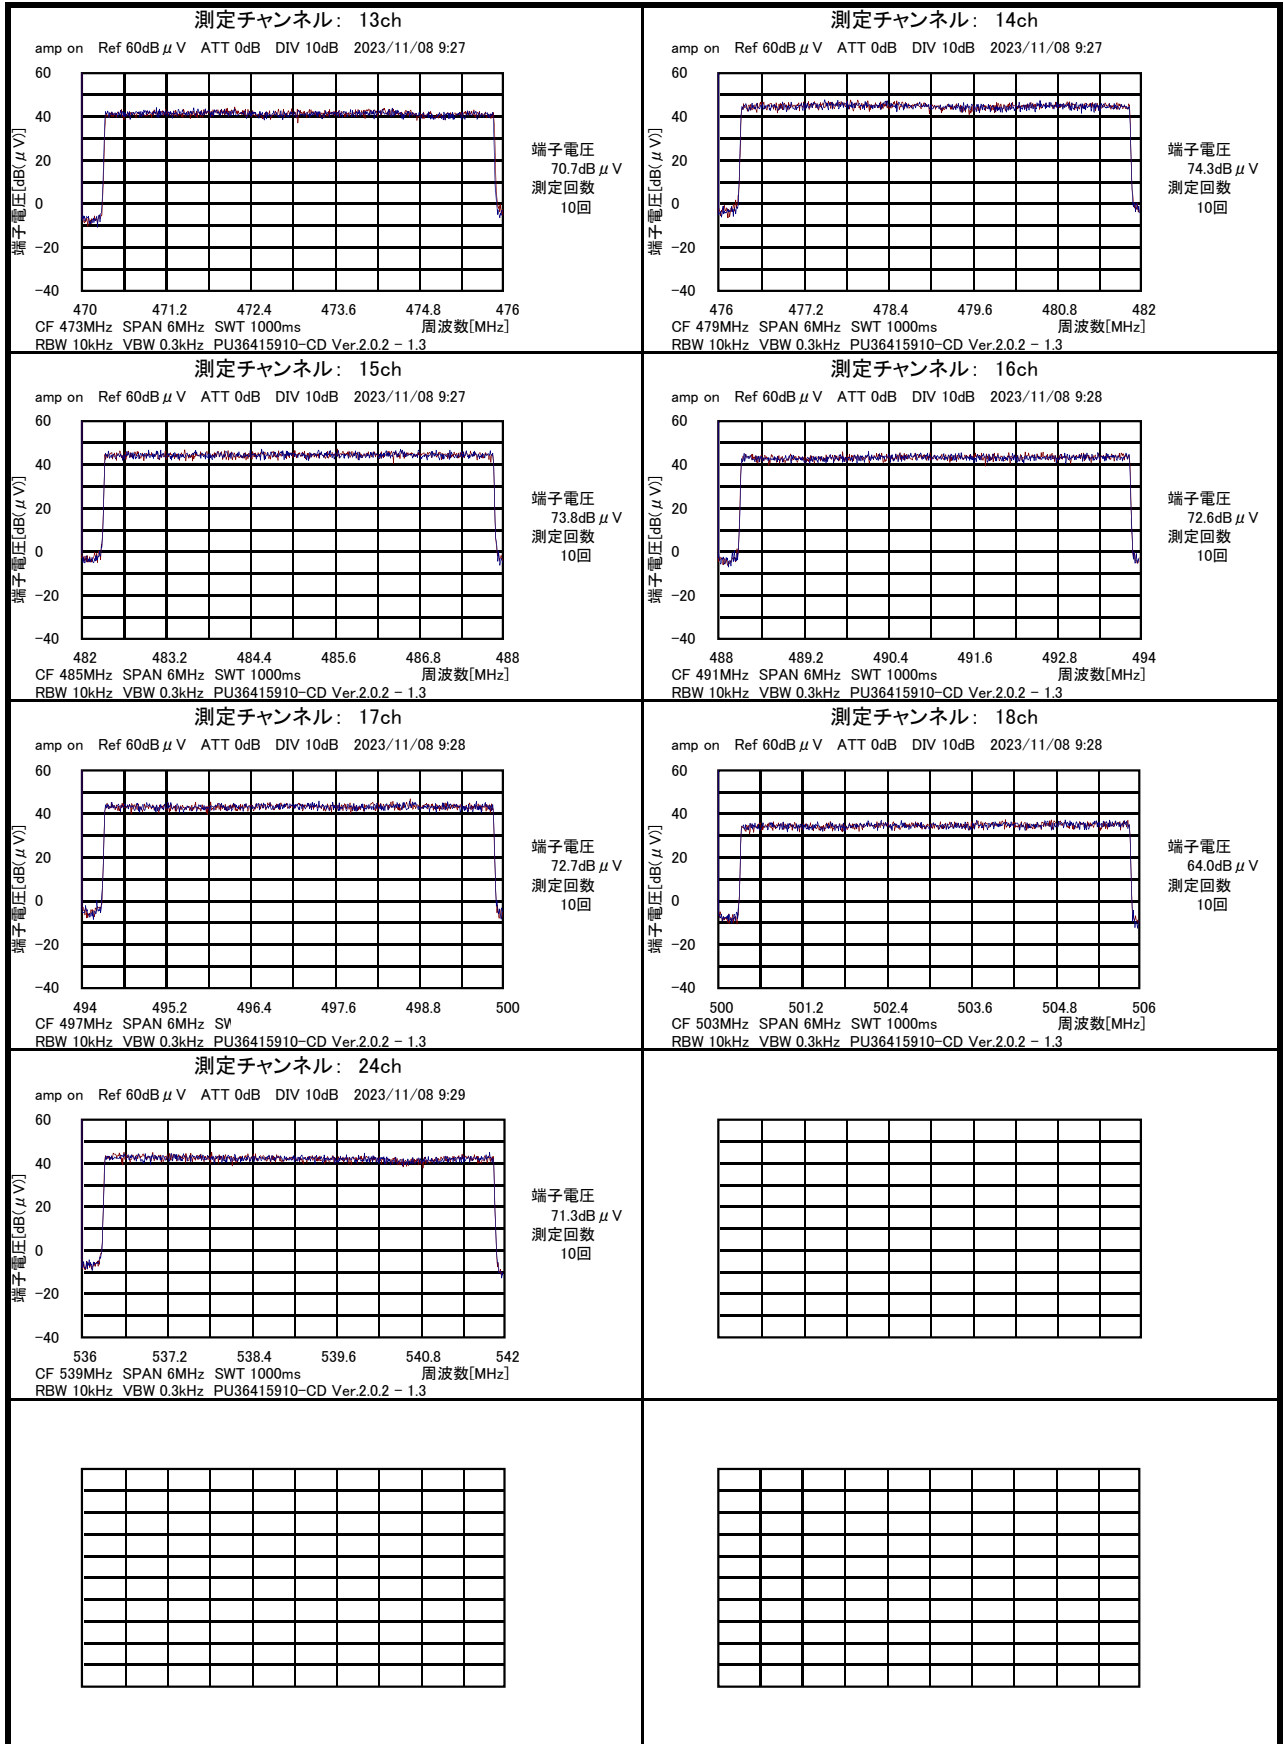 測定チャンネル： 13ch
amp on Ref 60dBμV ATT 0dB DIV 10dB 2023/11/08 9:27
60
40
20
0
-20
-40
端子電圧[dB(μV)]
端子電圧
70.7dBμV
測定回数
10回
470 471.2 472.4 473.6 474.8 476
CF 473MHz SPAN 6MHz SWT 1000ms 周波数[MHz]
RBW 10kHz VBW 0.3kHz PU36415910-CD Ver.2.0.2 - 1.3
測定チャンネル： 14ch
amp on Ref 60dBμV ATT 0dB DIV 10dB 2023/11/08 9:27
60
40
20
0
-20
-40
端子電圧[dB(μV)]
端子電圧
74.3dBμV
測定回数
10回
476 477.2 478.4 479.6 480.8 482
CF 479MHz SPAN 6MHz SWT 1000ms 周波数[MHz]
RBW 10kHz VBW 0.3kHz PU36415910-CD Ver.2.0.2 - 1.3
測定チャンネル： 15ch
amp on Ref 60dBμV ATT 0dB DIV 10dB 2023/11/08 9:27
60
40
20
0
-20
-40
端子電圧[dB(μV)]
端子電圧
73.8dBμV
測定回数
10回
482 483.2 484.4 485.6 486.8 488
CF 485MHz SPAN 6MHz SWT 1000ms 周波数[MHz]
RBW 10kHz VBW 0.3kHz PU36415910-CD Ver.2.0.2 - 1.3
測定チャンネル： 16ch
amp on Ref 60dBμV ATT 0dB DIV 10dB 2023/11/08 9:28
60
40
20
0
-20
-40
端子電圧[dB(μV)]
端子電圧
72.6dBμV
測定回数
10回
488 489.2 490.4 491.6 492.8 494
CF 491MHz SPAN 6MHz SWT 1000ms 周波数[MHz]
RBW 10kHz VBW 0.3kHz PU36415910-CD Ver.2.0.2 - 1.3
測定チャンネル： 17ch
amp on Ref 60dBμV ATT 0dB DIV 10dB 2023/11/08 9:28
60
40
20
0
-20
-40
端子電圧[dB(μV)]
端子電圧
72.7dBμV
測定回数
10回
494 495.2 496.4 497.6 498.8 500
CF 497MHz SPAN 6MHz SW
RBW 10kHz VBW 0.3kHz PU36415910-CD Ver.2.0.2 - 1.3
測定チャンネル： 18ch
amp on Ref 60dBμV ATT 0dB DIV 10dB 2023/11/08 9:28
60
40
20
0
-20
-40
端子電圧[dB(μV)]
端子電圧
64.0dBμV
測定回数
10回
500 501.2 502.4 503.6 504.8 506
CF 503MHz SPAN 6MHz SWT 1000ms 周波数[MHz]
RBW 10kHz VBW 0.3kHz PU36415910-CD Ver.2.0.2 - 1.3
測定チャンネル： 24ch
amp on Ref 60dBμV ATT 0dB DIV 10dB 2023/11/08 9:29
60
40
20
0
-20
-40
端子電圧[dB(μV)]
端子電圧
71.3dBμV
測定回数
10回
536 537.2 538.4 539.6 540.8 542
CF 539MHz SPAN 6MHz SWT 1000ms 周波数[MHz]
RBW 10kHz VBW 0.3kHz PU36415910-CD Ver.2.0.2 - 1.3